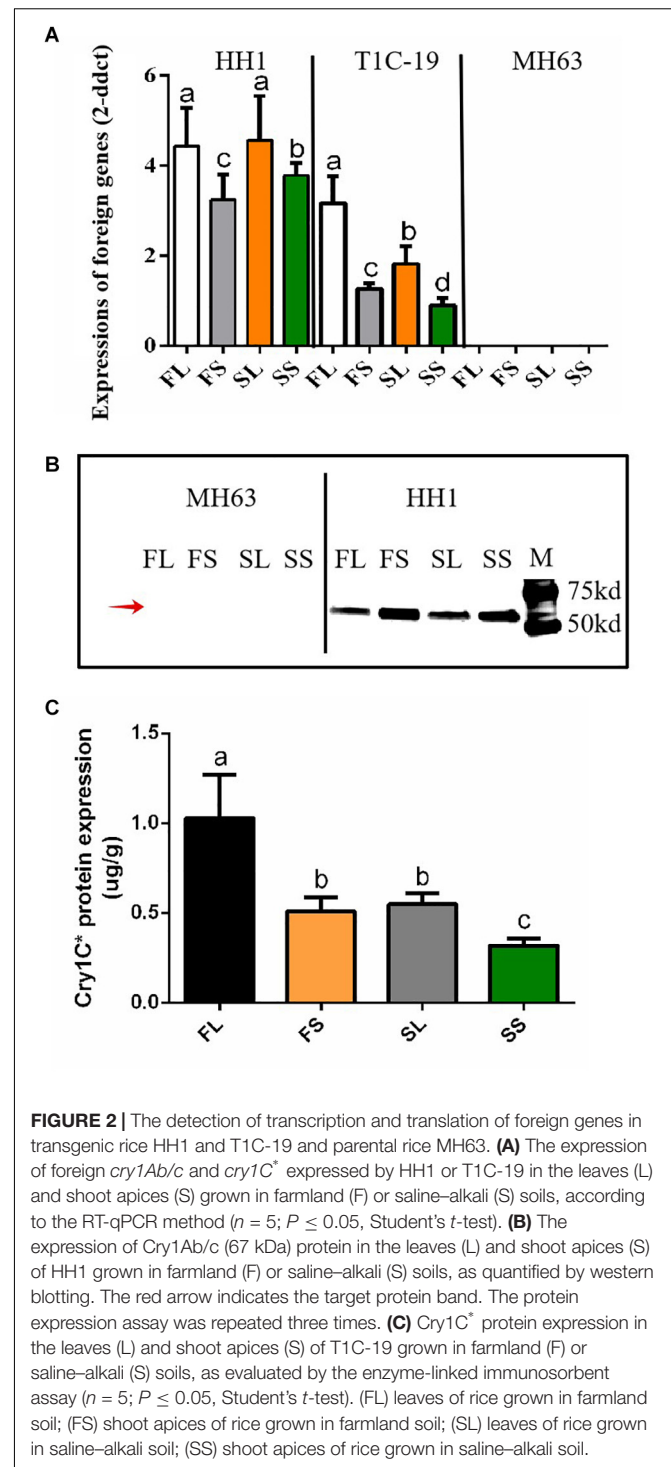 A
HH1 T1C-19 MH63
Expressions of foreign genes (2-ddct)
6
4
2
0
a c a b a c b d
FL FS SL SS FL FS SL SS FL FS SL SS
B
MH63 HH1
FL FS SL SS FL FS SL SS M
75kd
50kd
C
Cry1C* protein expression
(ug/g)
1.5
1.0
0.5
0.0
a b b c
FL FS SL SS
FIGURE 2 | The detection of transcription and translation of foreign genes in
transgenic rice HH1 and T1C-19 and parental rice MH63. (A) The expression
of foreign cry1Ab/c and cry1C* expressed by HH1 or T1C-19 in the leaves (L)
and shoot apices (S) grown in farmland (F) or saline–alkali (S) soils, according
to the RT-qPCR method (n = 5; P ≤ 0.05, Student's t-test). (B) The
expression of Cry1Ab/c (67 kDa) protein in the leaves (L) and shoot apices (S)
of HH1 grown in farmland (F) or saline–alkali (S) soils, as quantified by western
blotting. The red arrow indicates the target protein band. The protein
expression assay was repeated three times. (C) Cry1C* protein expression in
the leaves (L) and shoot apices (S) of T1C-19 grown in farmland (F) or
saline–alkali (S) soils, as evaluated by the enzyme-linked immunosorbent
assay (n = 5; P ≤ 0.05, Student's t-test). (FL) leaves of rice grown in farmland
soil; (FS) shoot apices of rice grown in farmland soil; (SL) leaves of rice grown
in saline–alkali soil; (SS) shoot apices of rice grown in saline–alkali soil.